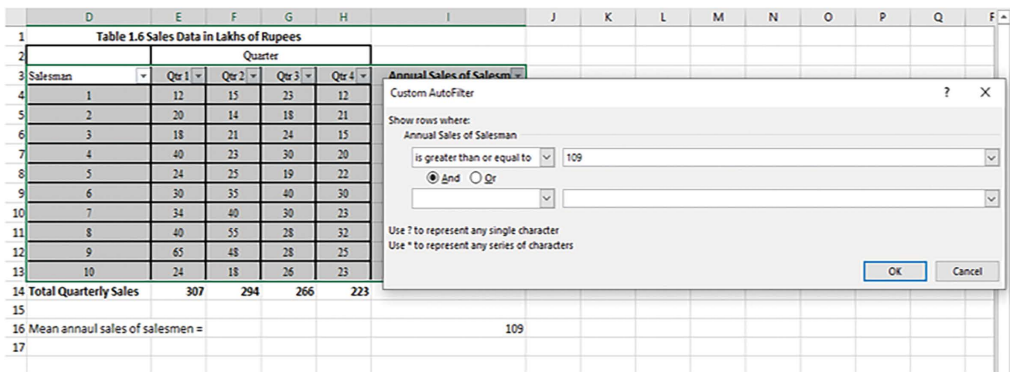 D E F G H I J K L M N O P Q
1 Table 1.6 Sales Data in Lakhs of Rupees
2 Quarter
3 Salesman Qtr 1 Qtr 2 Qtr 3 Qtr 4 Annual Sales of Salesm
4 1 12 15 23 12
5 2 20 14 18 21
6 3 18 21 24 15
7 4 40 23 30 20
8 5 24 25 19 22
9 6 30 35 40 30
10 7 34 40 30 23
11 8 40 55 28 32
12 9 65 48 28 25
13 10 24 18 26 23
14 Total Quarterly Sales 307 294 266 223
15
16 Mean annaul sales of salesmen = 109
17
Custom AutoFilter ? X
Show rows where:
Annual Sales of Salesman
is greater than or equal to 109
And Or
Use ? to represent any single character
Use * to represent any series of characters
OK Cancel